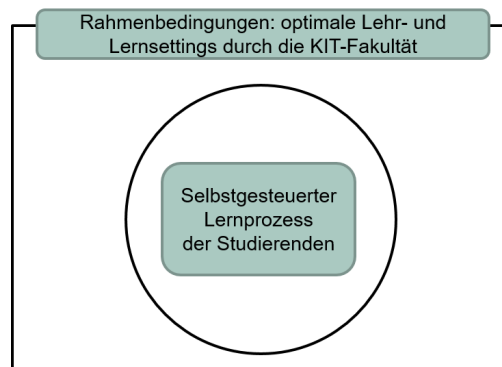 Rahmenbedingungen: optimale Lehr- und
Lernsettings durch die KIT-Fakultät
Selbstgesteuerter
Lernprozess
der Studierenden